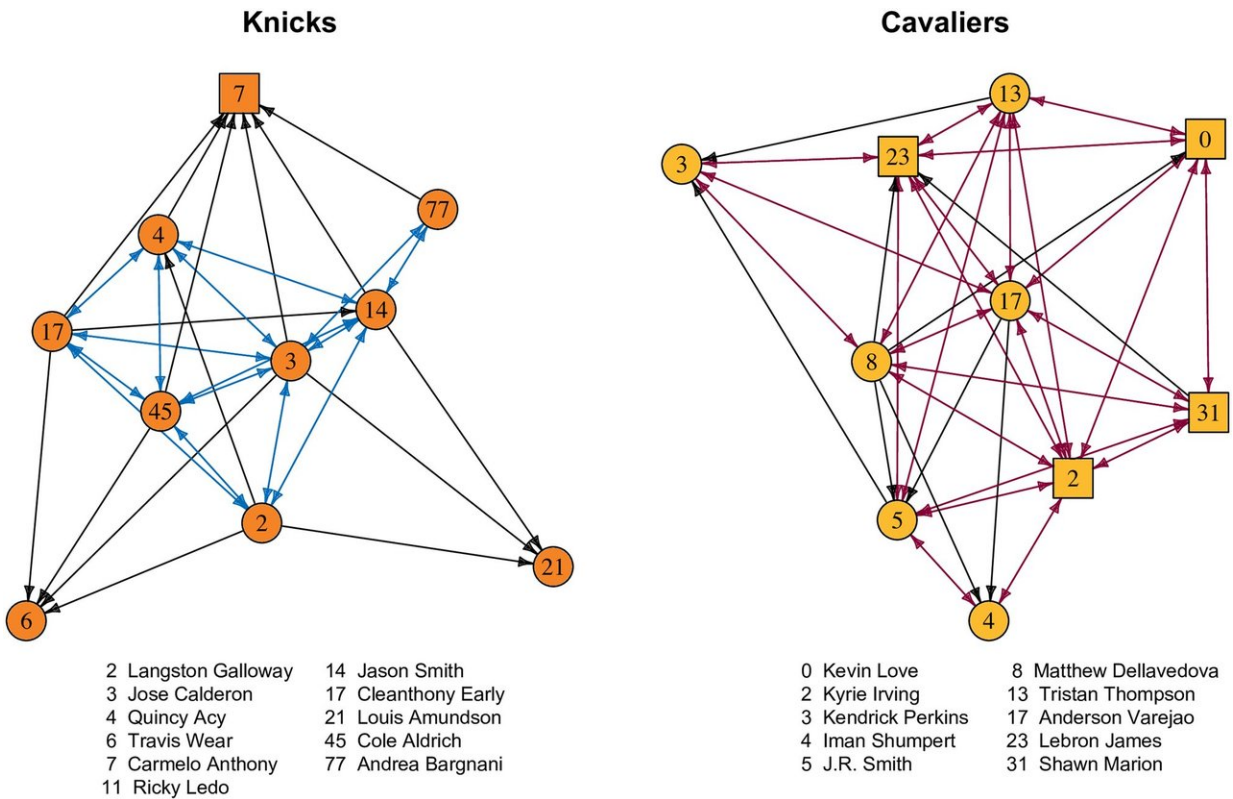 Knicks
Cavaliers
7
77
4
14
17
3
45
2
21
6
13
0
23
3
17
8
31
2
5
4
2 Langston Galloway
3 Jose Calderon
4 Quincy Acy
6 Travis Wear
7 Carmelo Anthony
11 Ricky Ledo
14 Jason Smith
17 Cleanthony Early
21 Louis Amundson
45 Cole Aldrich
77 Andrea Bargnani
0 Kevin Love
2 Kyrie Irving
3 Kendrick Perkins
4 Iman Shumpert
5 J.R. Smith
8 Matthew Dellavedova
13 Tristan Thompson
17 Anderson Varejao
23 Lebron James
31 Shawn Marion